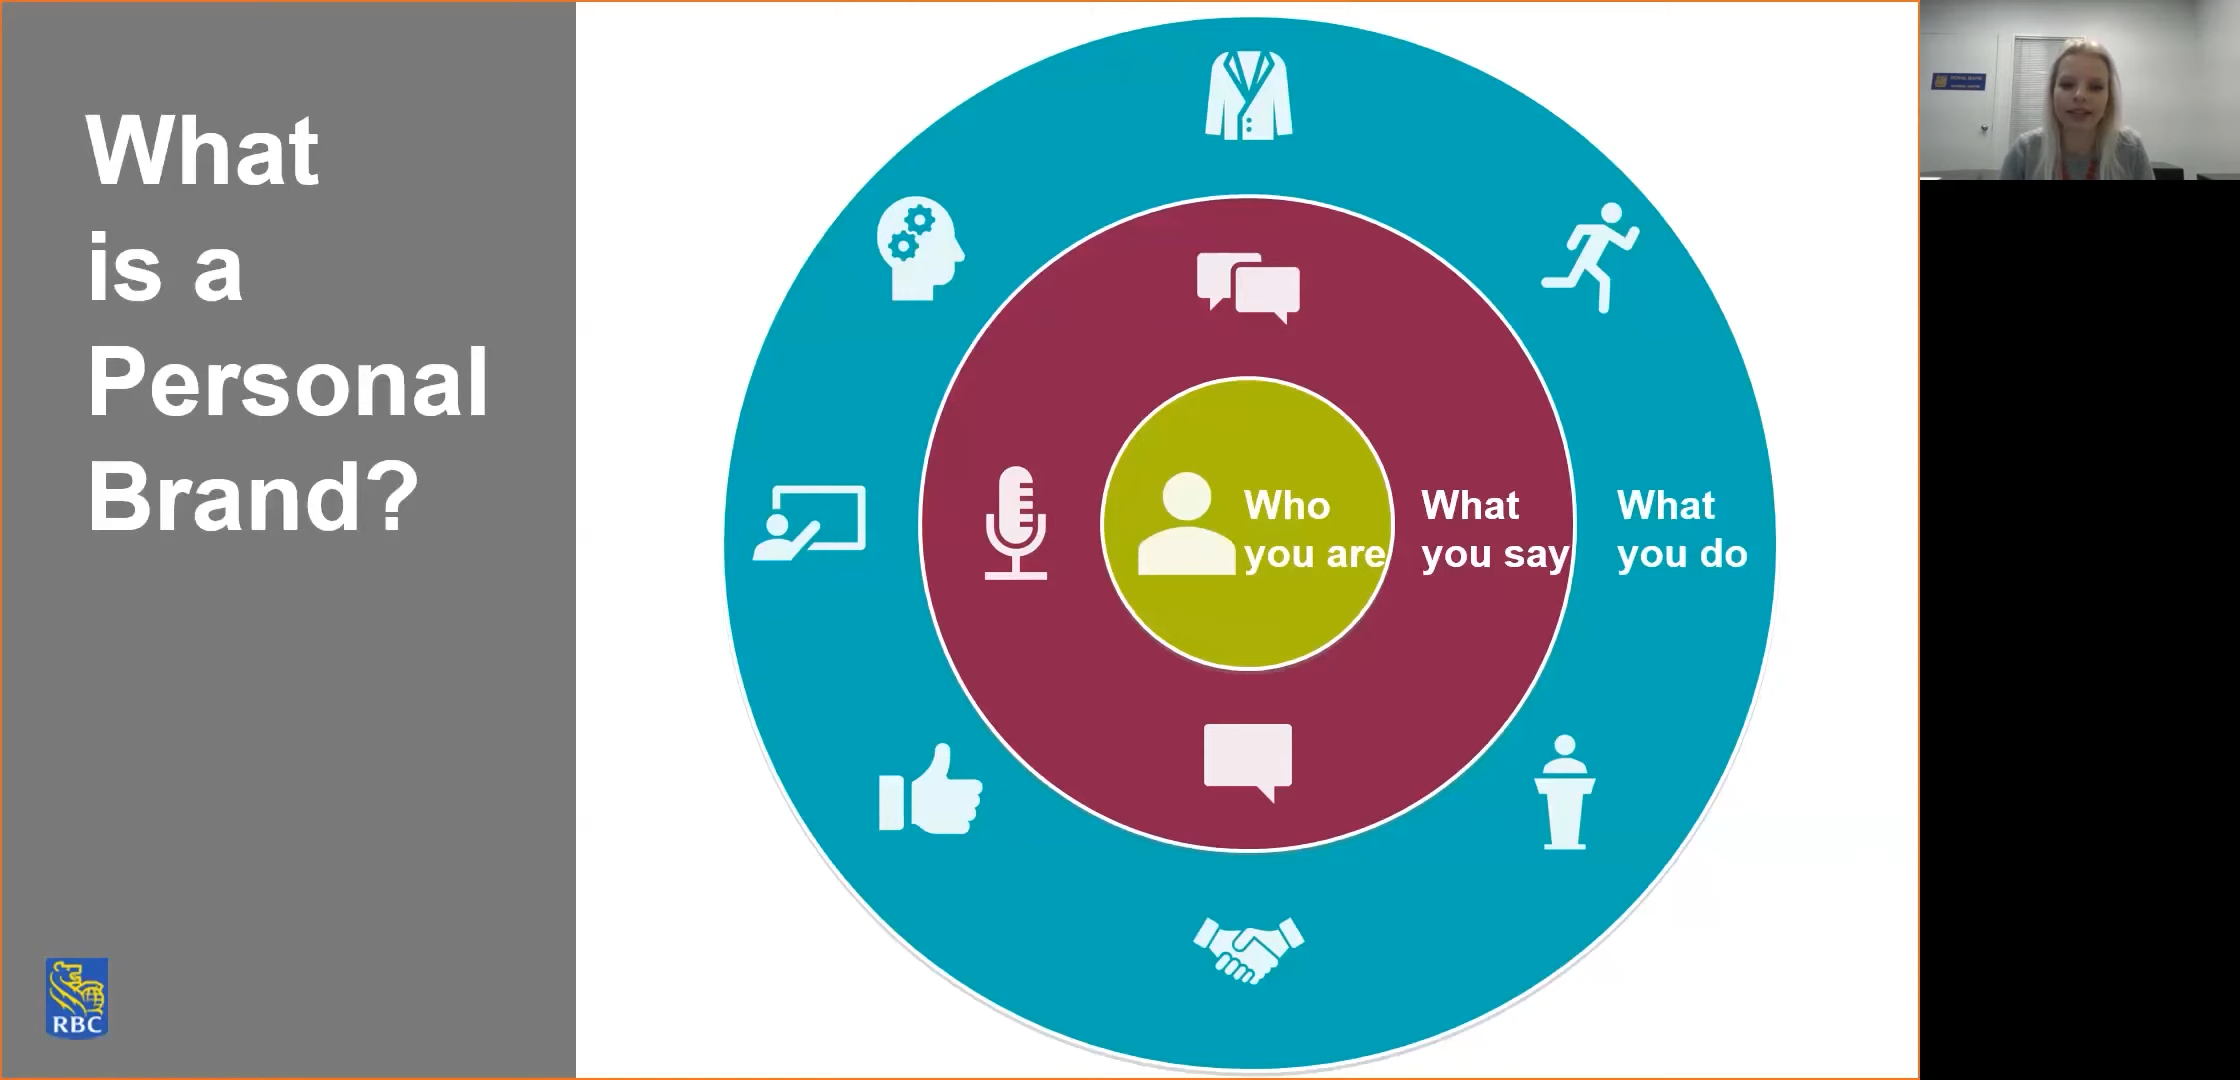 What
is a
Personal
Brand?
Who
you are
What
you say
What
you do
RBC